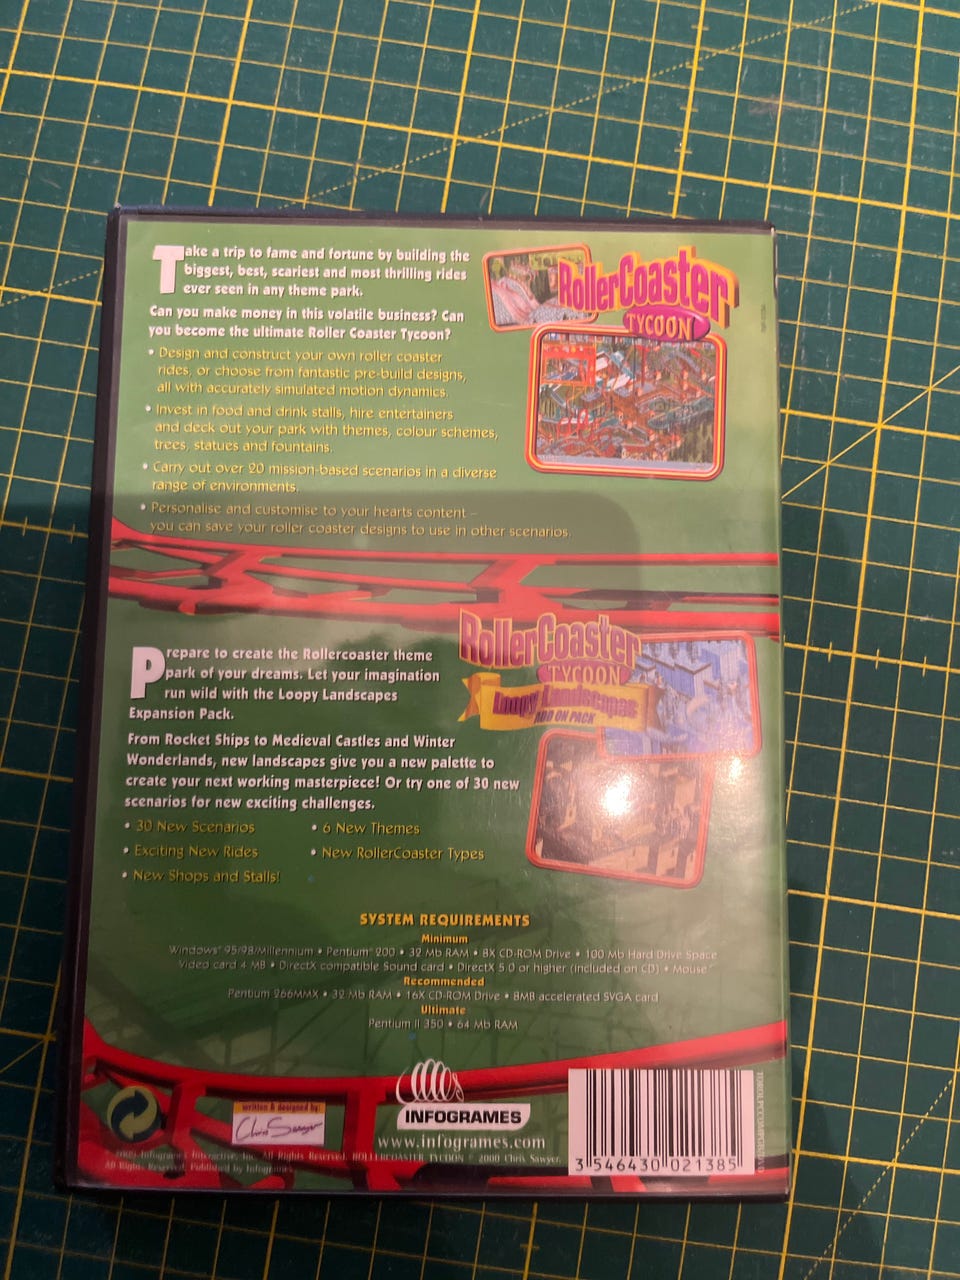 Take a trip to fame and fortune by building the
biggest, best, scariest and most thrilling rides
ever seen in any theme park.
Can you make money in this volatile business? Can
you become the ultimate Roller Coaster Tycoon?
• Design and construct your own roller coaster
rides, or choose from fantastic pre-build designs,
all with accurately simulated motion dynamics.
• Invest in food and drink stalls, hire entertainers
and deck out your park with themes, colour schemes,
trees, statues and fountains.
• Carry out over 20 mission-based scenarios in a diverse
range of environments.
• Personalise and customise to your hearts content –
you can save your roller coaster designs to use in other scenarios.
RollerCoaster
TYCOON
RollerCoaster
TYCOON
Loopy Landscapes
ADD ON PACK
Prepare to create the Rollercoaster theme
park of your dreams. Let your imagination
run wild with the Loopy Landscapes
Expansion Pack.
From Rocket Ships to Medieval Castles and Winter
Wonderlands, new landscapes give you a new palette to
create your next working masterpiece! Or try one of 30 new
scenarios for new exciting challenges.
• 30 New Scenarios
• 6 New Themes
• Exciting New Rides
• New RollerCoaster Types
• New Shops and Stalls!
SYSTEM REQUIREMENTS
Minimum
Windows® 95/98/Millennium • Pentium® 200 • 32 Mb RAM • 8X CD-ROM Drive • 100 Mb Hard Drive Space
Video card 4 MB • DirectX compatible Sound card • DirectX 5.0 or higher (included on CD) • Mouse
Recommended
Pentium 266MMX • 32 Mb RAM • 16X CD-ROM Drive • 8MB accelerated SVGA card
Ultimate
Pentium II 350 • 64 Mb RAM
written & designed by:
Chris Sawyer
INFOGRAMES
www.infogrames.com
Infogrames Interactive, Inc. All Rights Reserved. ROLLERCOASTER TYCOON © 2000 Chris Sawyer.
All Rights Reserved. Published by Infogrames
3 546430 021385